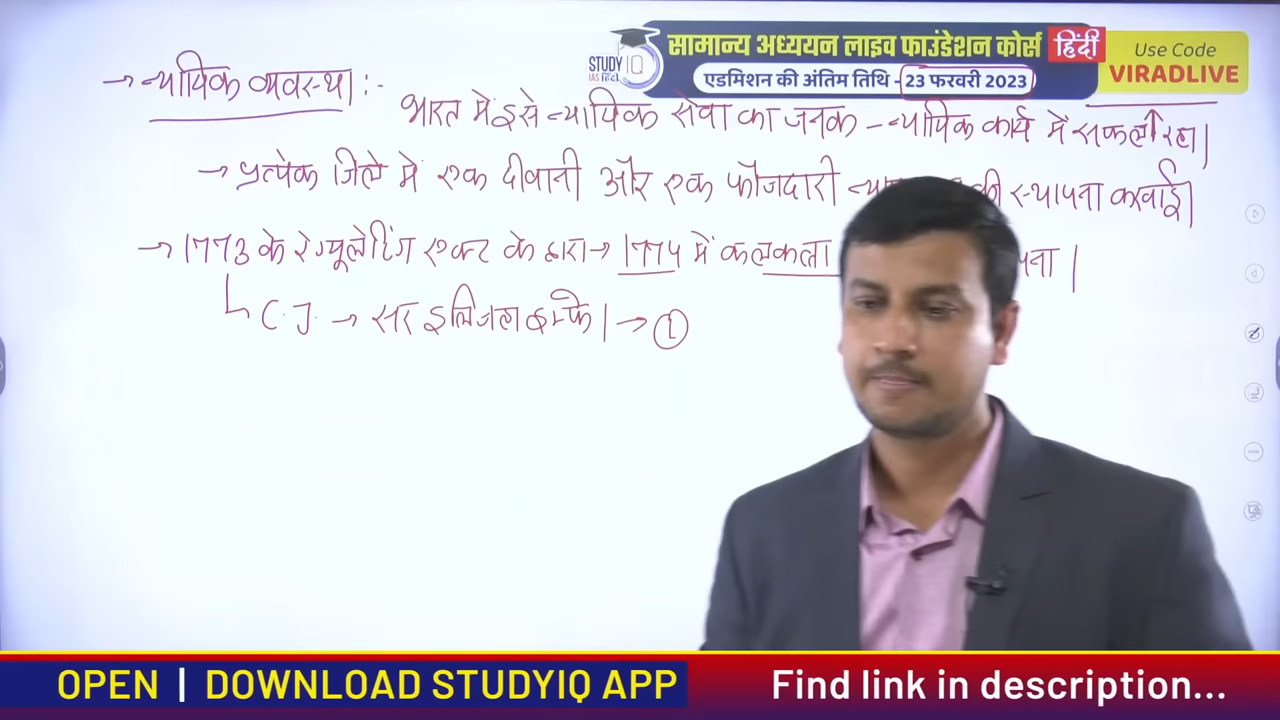 सामान्य अध्ययन लाइव फाउंडेशन कोर्स हिंदी
STUDY IQ
IAS हिंदी
एडमिशन की अंतिम तिथि - 23 फरवरी 2023
Use Code
VIRADLIVE
→ न्यायिक व्यवस्था :-
भारत में इसे न्यायिक सेवा का जनक - न्यायिक कार्य में सफल रहा।
→ प्रत्येक जिले में एक दीवानी और एक फौजदारी की स्थापना करवाई।
→ 1773 के रेग्यूलेटिंग एक्ट के द्वारा → 1774 में कलकत्ता
C.J. → सर इलिजा इम्पे। → ①
OPEN | DOWNLOAD STUDYIQ APP
Find link in description...